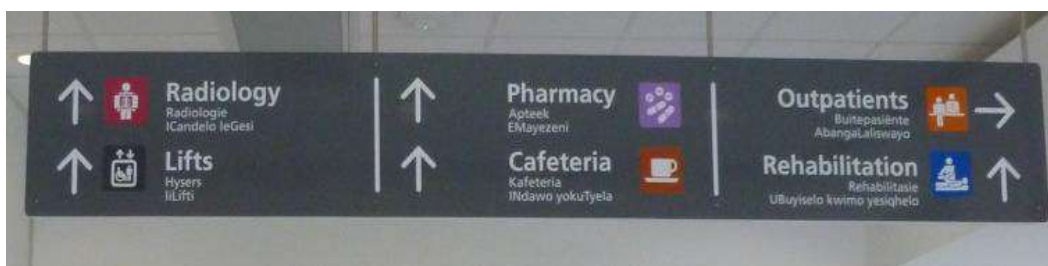 Radiology
Radiologie
ICandelo leGesi
Lifts
Hysers
IiLifti
Pharmacy
Apteek
EMayezeni
Cafeteria
Kafeteria
INdawo yokuTyela
Outpatients
Buitepasiënte
AbangaLaliswayo
Rehabilitation
Rehabilitasie
UBuyiselo kwimo yesiqhelo